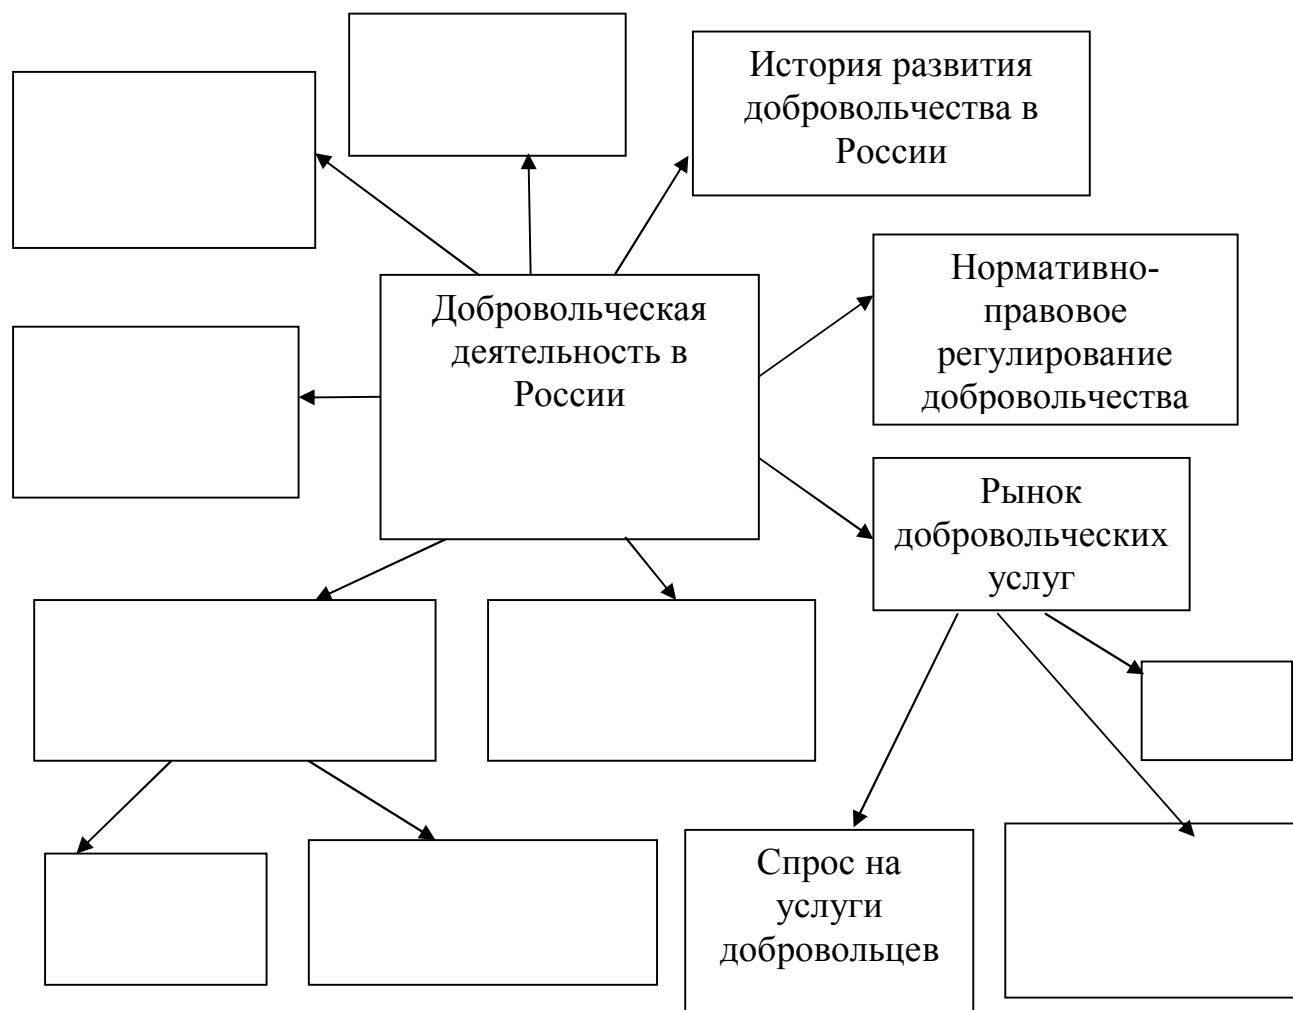 История развития
добровольчества в
России
Нормативно-
правовое
регулирование
добровольчества
Добровольческая
деятельность в
России
Рынок
добровольческих
услуг
Спрос на
услуги
добровольцев